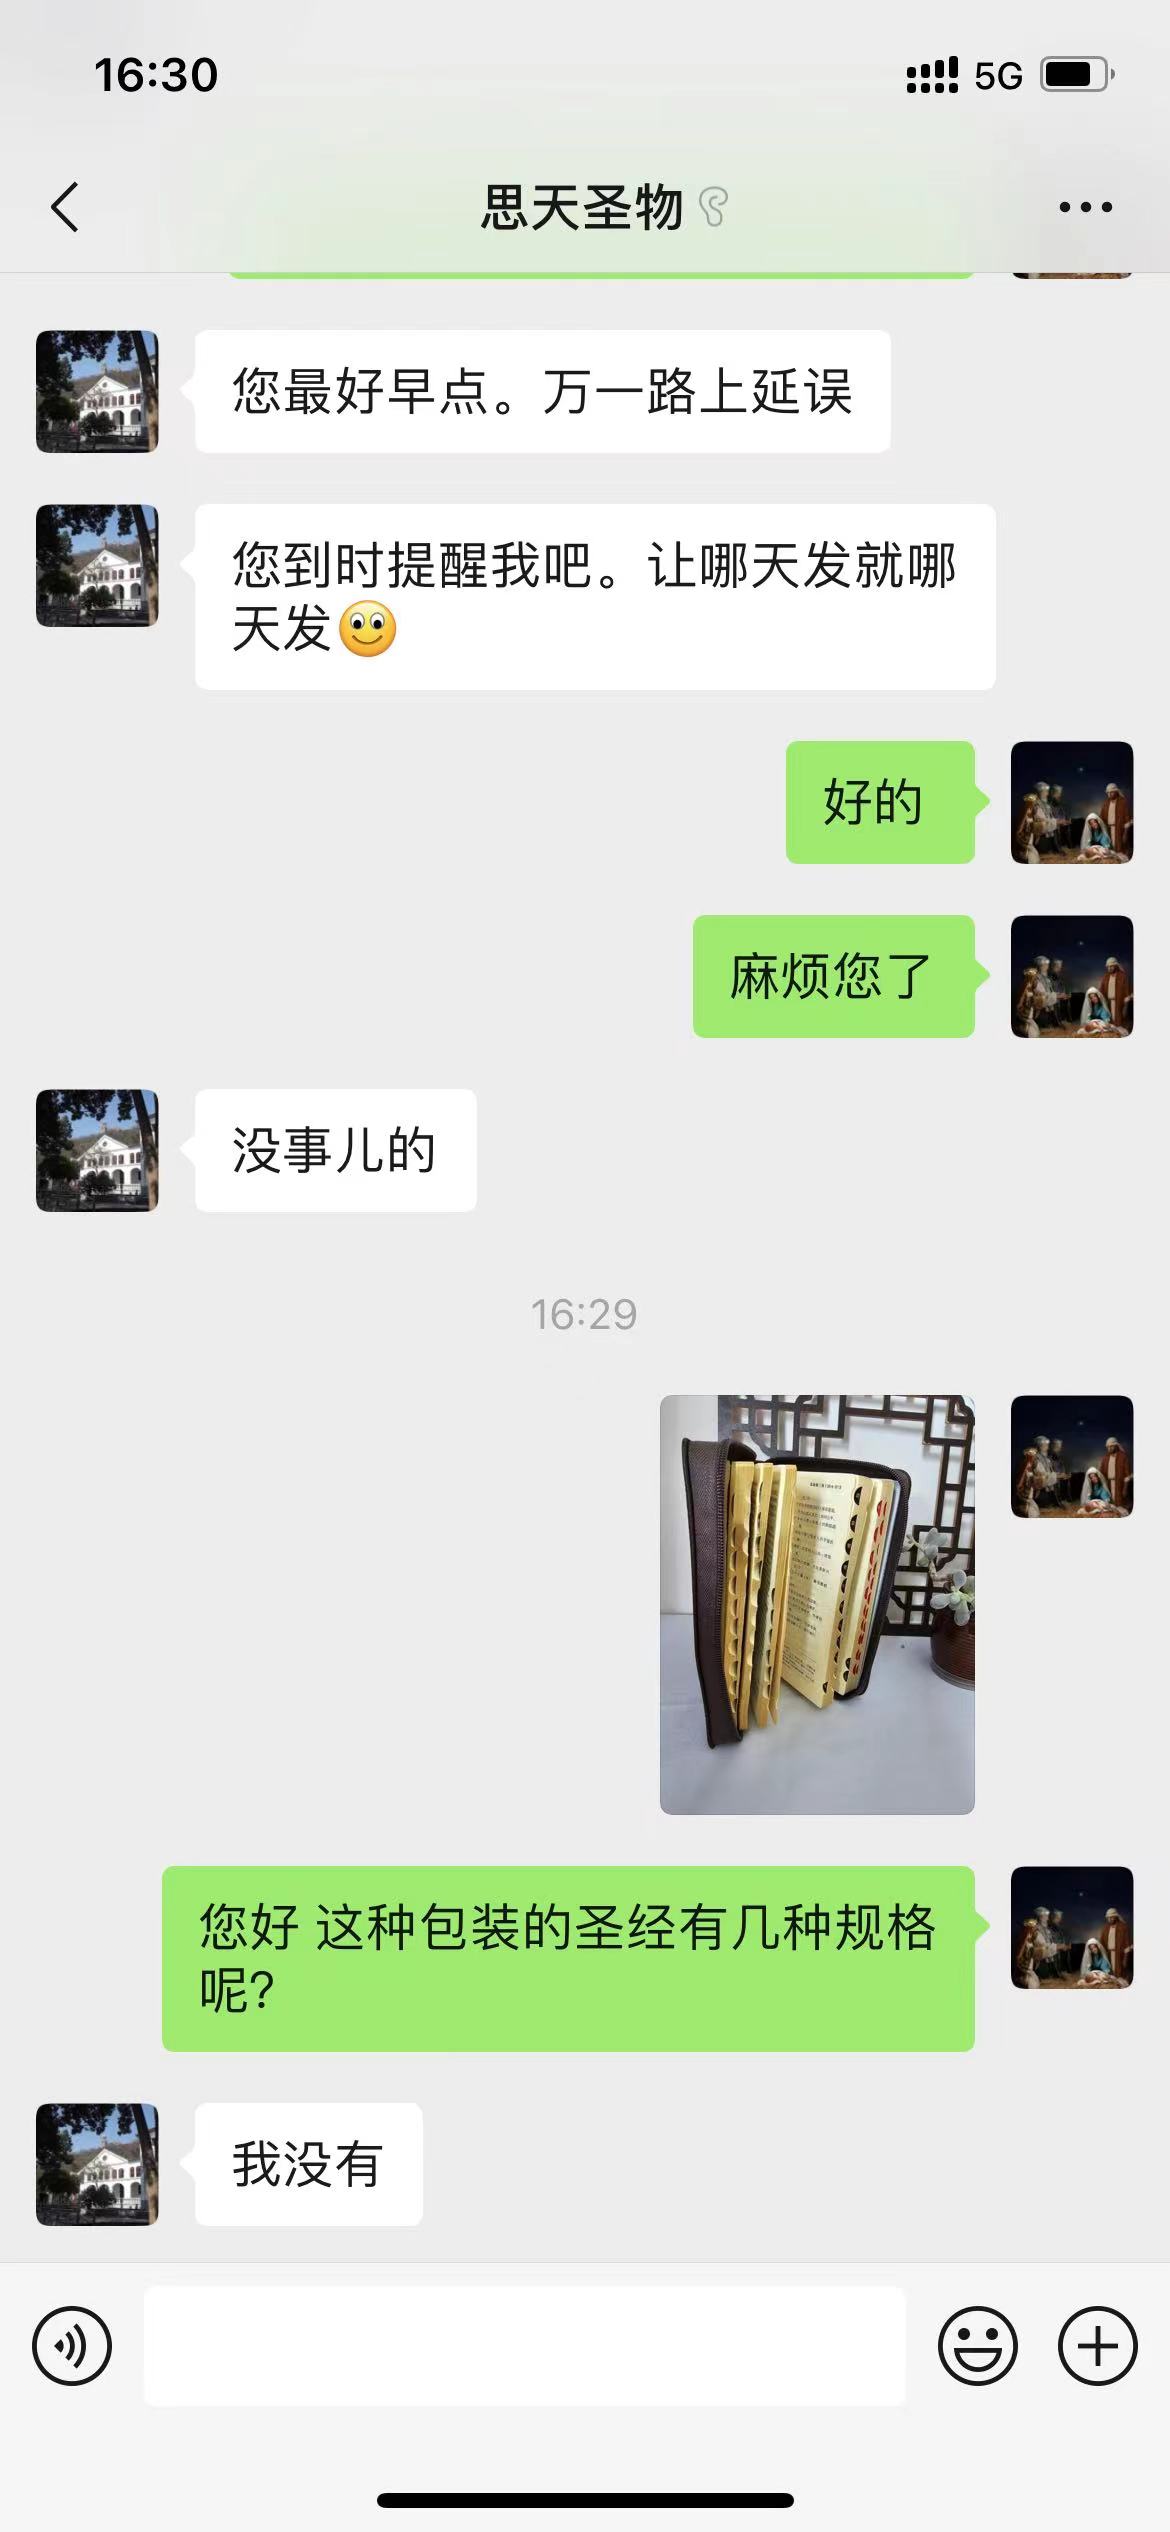 16:30
5G
思天圣物
您最好早点。万一路上延误
您到时提醒我吧。让哪天发就哪
天发
好的
麻烦您了
没事儿的
16:29
您好 这种包装的圣经有几种规格
呢?
我没有